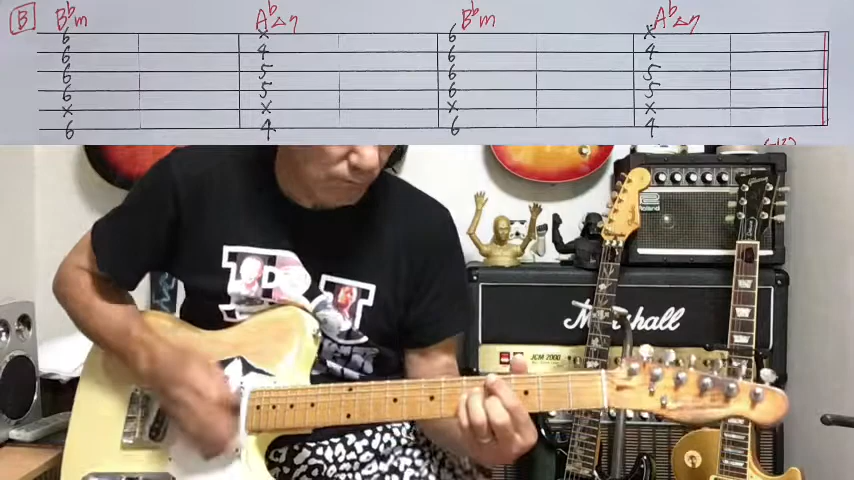 B B♭m A♭△7 B♭m A♭△7
6 x 6 x
6 4 6 4
6 5 6 5
6 5 6 5
x x x x
6 4 6 4
Roland
Marshall
JCM 2000